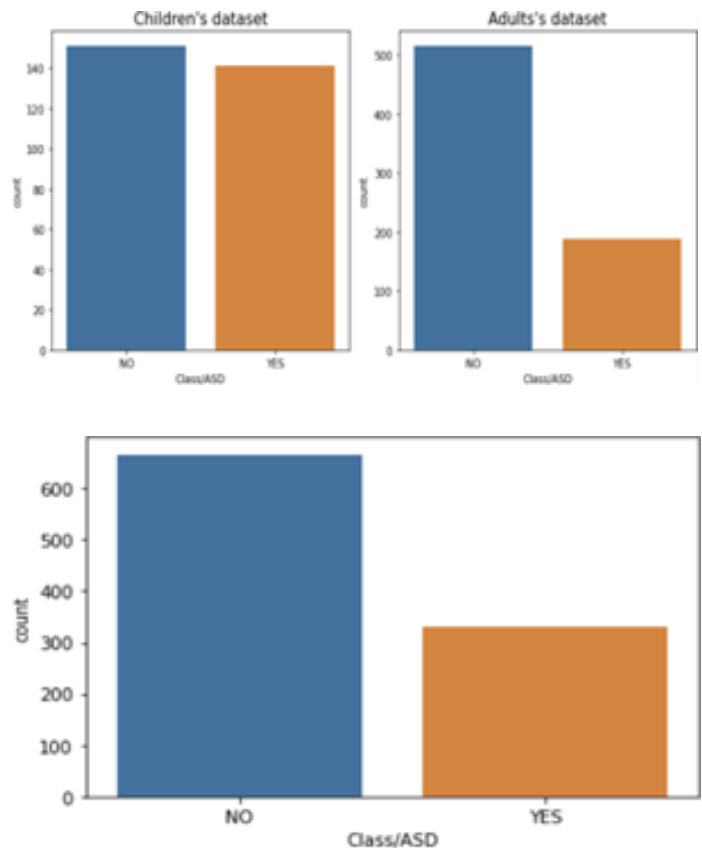 Children's dataset
140
120
100
80
60
40
20
0
count
NO
YES
Class/ASD
Adults's dataset
500
400
300
200
100
0
count
NO
YES
Class/ASD
600
500
400
300
200
100
0
count
NO
YES
Class/ASD